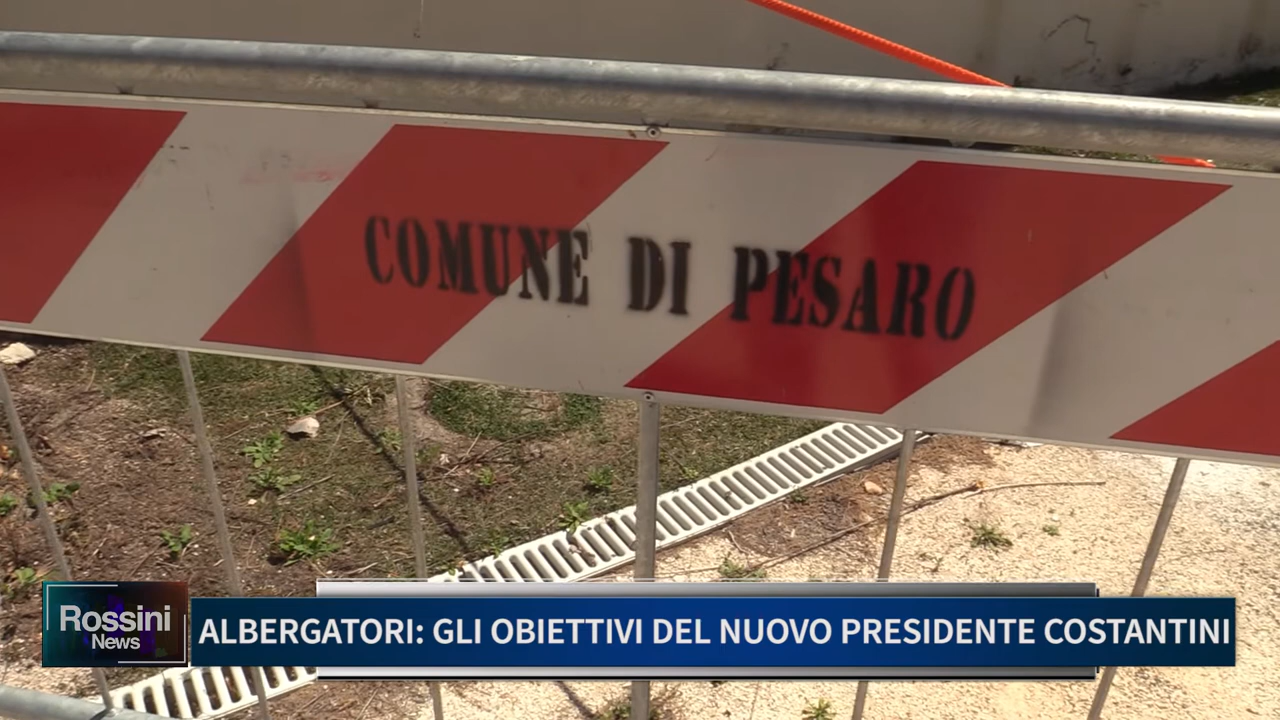 COMUNE DI PESARO
Rossini
News
ALBERGATORI: GLI OBIETTIVI DEL NUOVO PRESIDENTE COSTANTINI